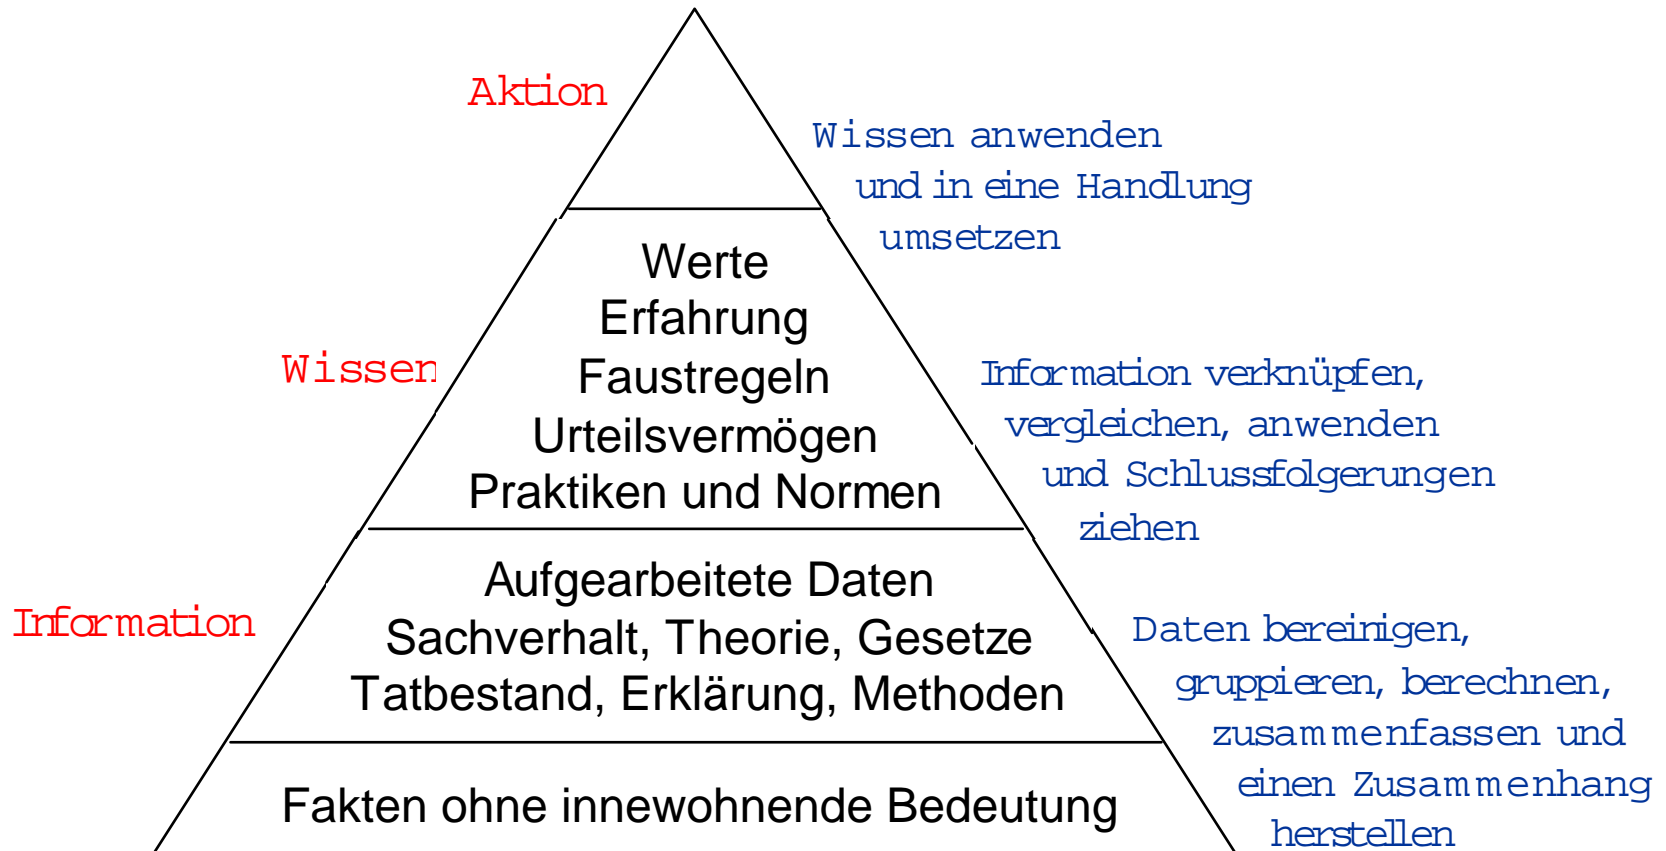 Aktion
Wissen anwenden
und in eine Handlung
umsetzen
Werte
Erfahrung
Faustregeln
Urteilsvermögen
Praktiken und Normen
Wissen
Information verknüpfen,
vergleichen, anwenden
und Schlussfolgerungen
ziehen
Aufgearbeitete Daten
Sachverhalt, Theorie, Gesetze
Tatbestand, Erklärung, Methoden
Information
Daten bereinigen,
gruppieren, berechnen,
zusammenfassen und
einen Zusammenhang
herstellen
Fakten ohne innewohnende Bedeutung